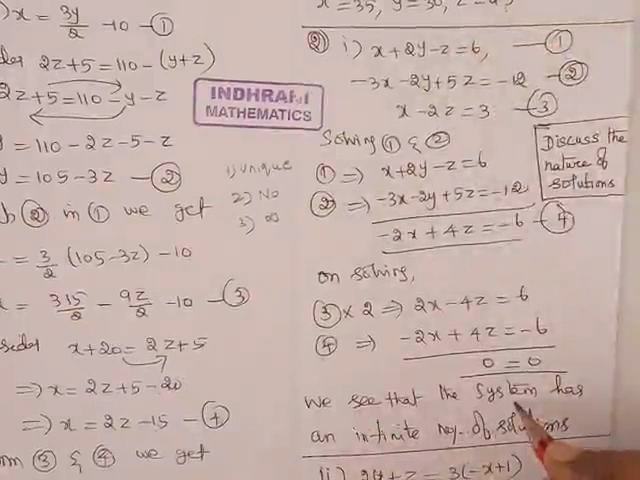 x = 3y/2 - 10 —①
2z+5 = 110 - (y+z)
2z+5 = 110 - y - z
= 110 - 2z - 5 - z
y = 105 - 3z —②
② in ① we get
= 3/2 (105-3z) - 10
= 315/2 - 9z/2 - 10 —③
x+20 = 2z+5
⇒ x = 2z+5-20
⇒ x = 2z-15 —④
③ & ④ we get
INDHRANI
MATHEMATICS
1) unique
2) No
3) ∞
x = 35, y = 30,
② i) x+2y-z=6, —①
-3x-2y+5z=-12 —②
x-2z=3 —③
Solving ① & ②
Discuss the
nature of
solutions
① ⇒ x+2y-z=6
② ⇒ -3x-2y+5z=-12
-2x+4z=-6 —④
on solving,
③×2 ⇒ 2x-4z=6
④ ⇒ -2x+4z=-6
0 = 0
We see that the system has
an infinite no. of solutions
ii) 2y+z = 3(-x+1)